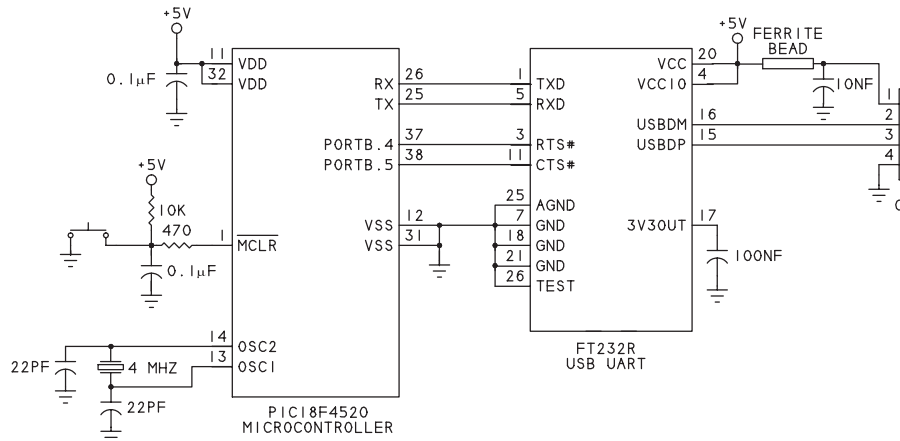 +5V
11
VDD
32
VDD
0.1µF
RX
26
TX
25
PORTB.4
37
PORTB.5
38
+5V
10K
470
1
MCLR
0.1µF
VSS
12
VSS
31
14
OSC2
13
OSC1
22PF
4 MHZ
22PF
PIC18F4520
MICROCONTROLLER
1
TXD
5
RXD
3
RTS#
11
CTS#
25
AGND
7
GND
18
GND
21
GND
26
TEST
+5V
FERRITE
BEAD
VCC
20
VCCIO
4
10NF
USBDM
16
USBDP
15
1
2
3
4
3V3OUT
17
100NF
FT232R
USB UART